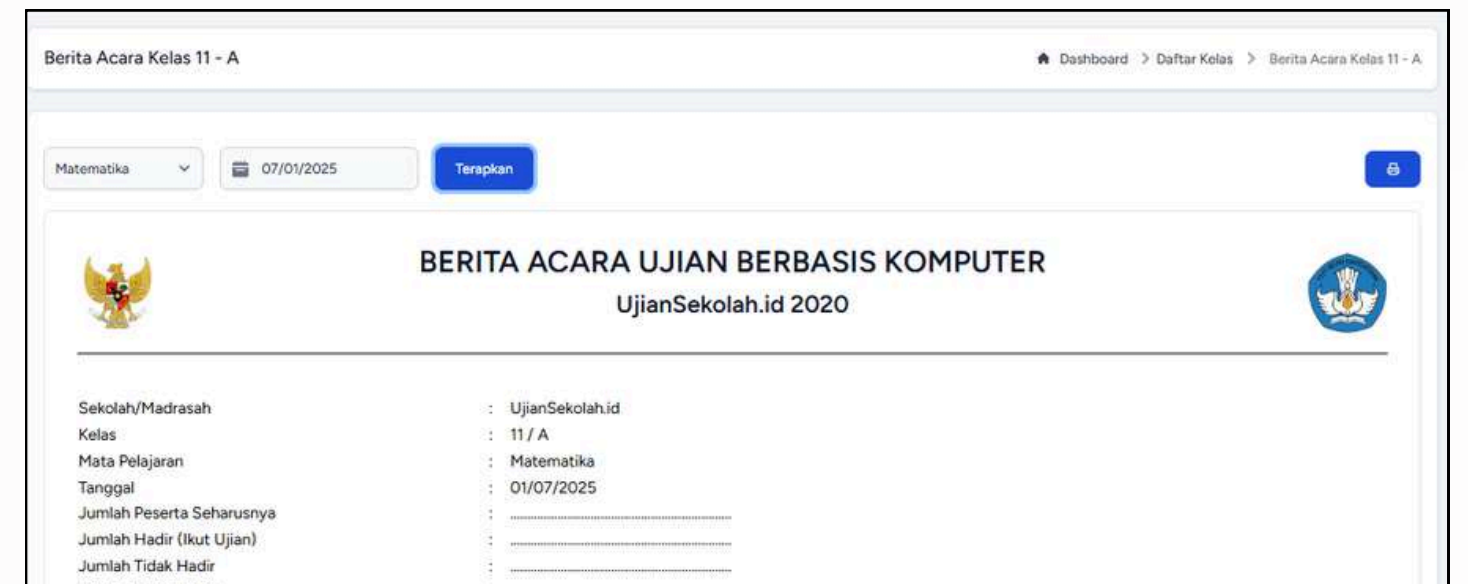 Berita Acara Kelas 11 - A
Dashboard > Daftar Kelas > Berita Acara Kelas 11 - A
Matematika 07/01/2025 Terapkan
BERITA ACARA UJIAN BERBASIS KOMPUTER
UjianSekolah.id 2020
Sekolah/Madrasah : UjianSekolah.id
Kelas : 11 / A
Mata Pelajaran : Matematika
Tanggal : 01/07/2025
Jumlah Peserta Seharusnya : ........................................................
Jumlah Hadir (Ikut Ujian) : ........................................................
Jumlah Tidak Hadir : ........................................................